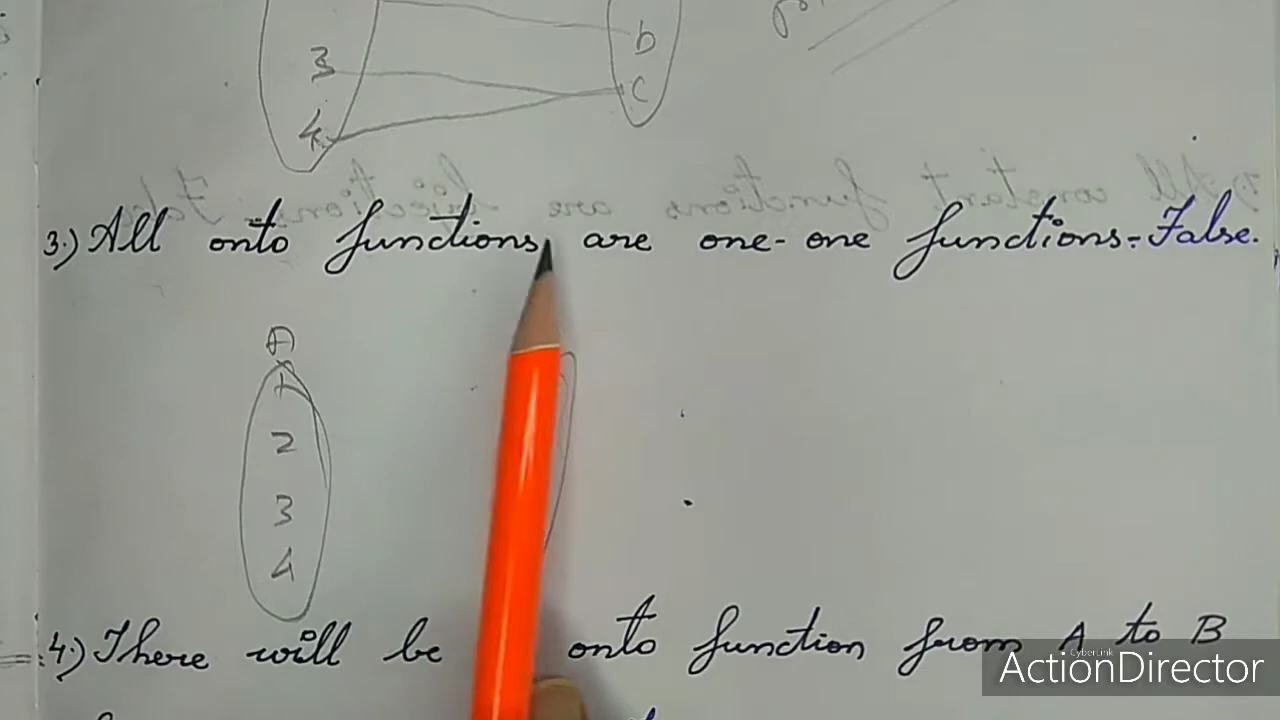 b
3
c
4
3.) All onto functions are one-one functions:- False.
A
1
2
3
4
4.) There will be onto function from A to B
CyberLink
ActionDirector